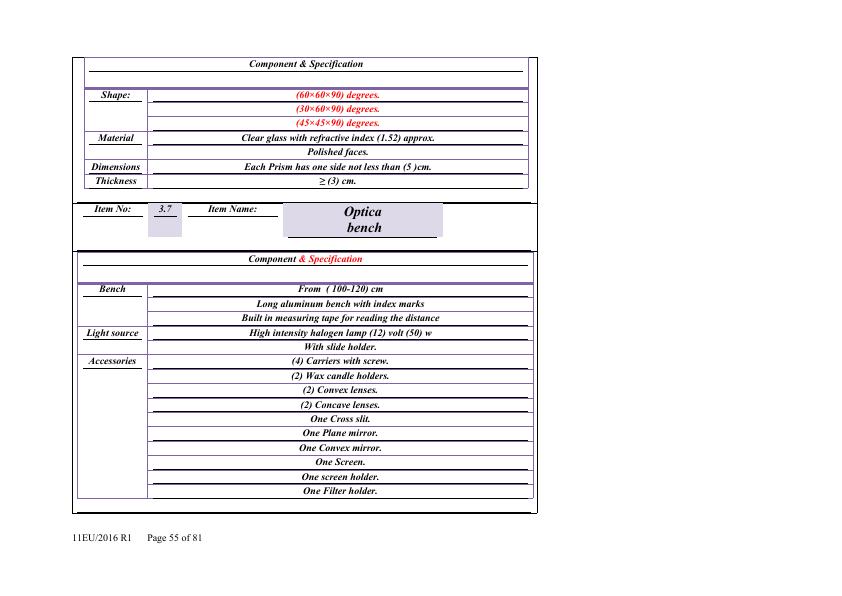 Component & Specification
Shape: (60×60×90) degrees.
(30×60×90) degrees.
(45×45×90) degrees.
Material Clear glass with refractive index (1.52) approx.
Polished faces.
Dimensions Each Prism has one side not less than (5 )cm.
Thickness ≥ (3) cm.
Item No: 3.7 Item Name: Optica
bench
Component & Specification
Bench From ( 100-120) cm
Long aluminum bench with index marks
Built in measuring tape for reading the distance
Light source High intensity halogen lamp (12) volt (50) w
With slide holder.
Accessories (4) Carriers with screw.
(2) Wax candle holders.
(2) Convex lenses.
(2) Concave lenses.
One Cross slit.
One Plane mirror.
One Convex mirror.
One Screen.
One screen holder.
One Filter holder.
11EU/2016 R1 Page 55 of 81